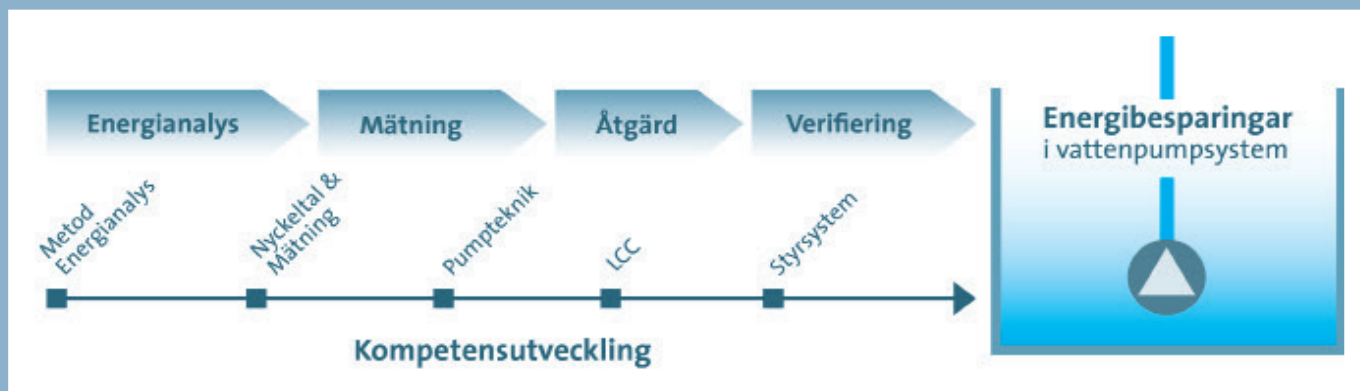 Energianalys
Mätning
Åtgärd
Verifiering
Energibesparingar
i vattenpumpsystem
Metod
Energianalys
Nyckeltal &
Mätning
Pumpteknik
LCC
Styrsystem
Kompetensutveckling